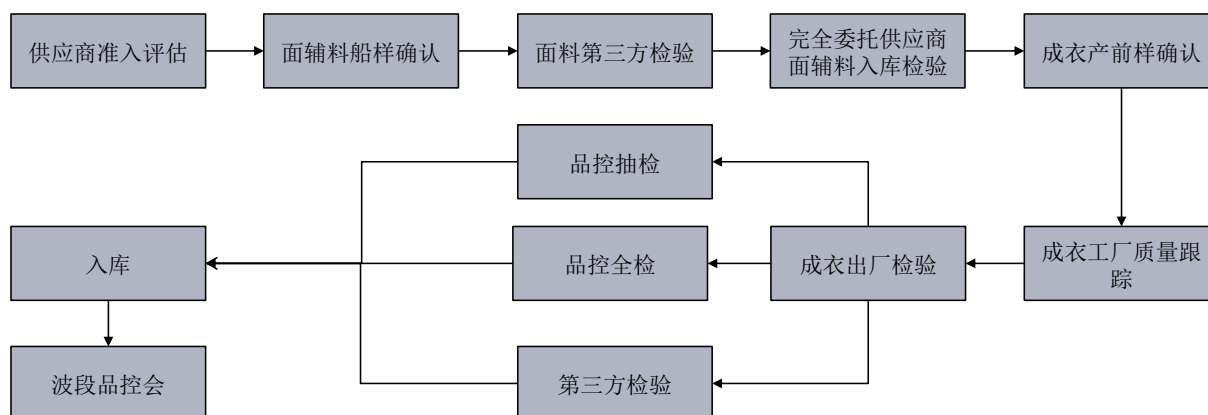 供应商准入评估
面辅料船样确认
面料第三方检验
完全委托供应商
面辅料入库检验
成衣产前样确认
品控抽检
入库
品控全检
成衣出厂检验
成衣工厂质量跟
踪
波段品控会
第三方检验